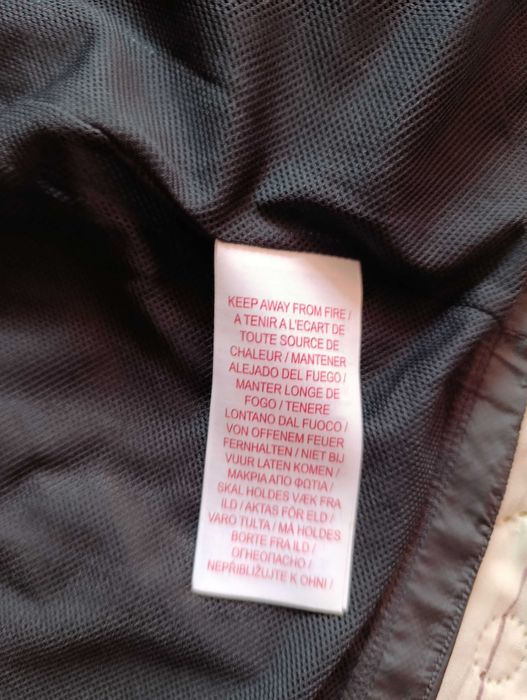 KEEP AWAY FROM FIRE /
A TENIR A L'ECART DE
TOUTE SOURCE DE
CHALEUR / MANTENER
ALEJADO DEL FUEGO /
MANTER LONGE DE
FOGO / TENERE
LONTANO DAL FUOCO /
VON OFFENEM FEUER
FERNHALTEN / NIET BIJ
VUUR LATEN KOMEN /
ΜΑΚΡΙΑ ΑΠΟ ΦΩΤΙΑ /
SKAL HOLDES VÆK FRA
ILD / AKTAS FÖR ELD /
VARO TULTA / MÅ HOLDES
BORTE FRA ILD /
ОГНЕОПАСНО /
NEPŘIBLIŽUJTE K OHNI /